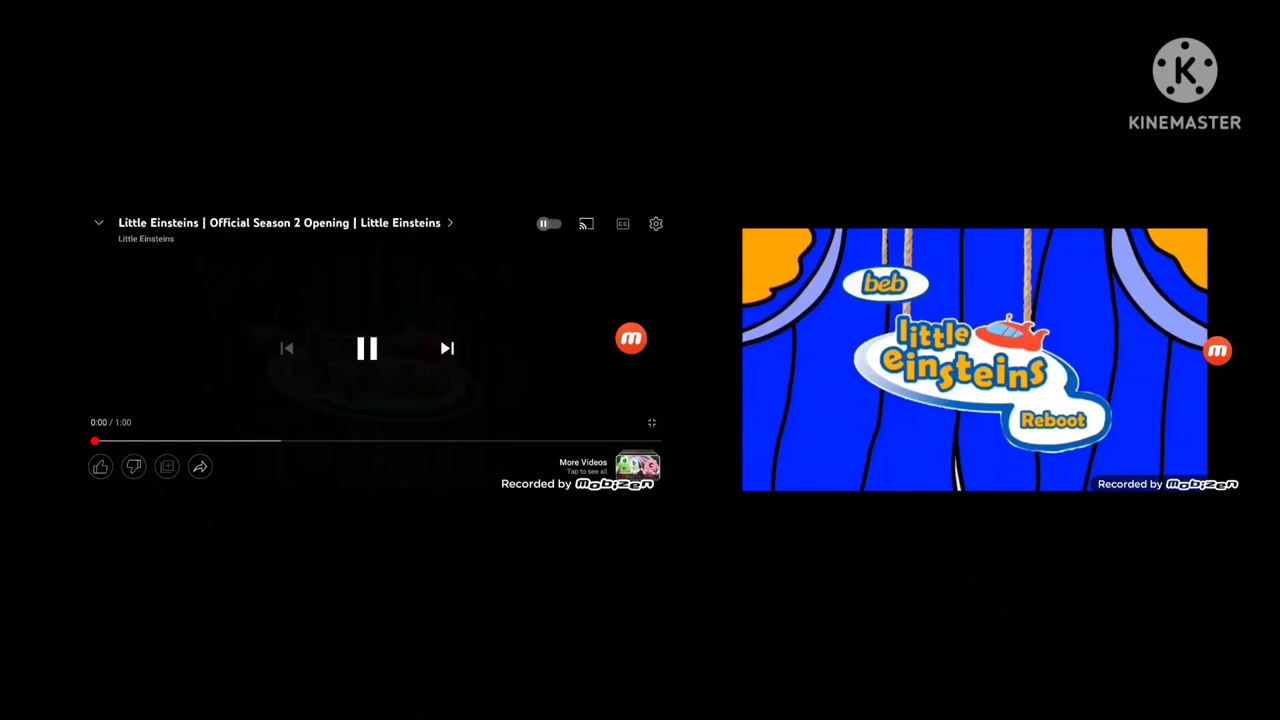 K
KINEMASTER
Little Einsteins | Official Season 2 Opening | Little Einsteins
Little Einsteins
CC
beb
little
einsteins
Reboot
m
m
0:00 / 1:00
More Videos
Tap to see all
Recorded by mobizen
Recorded by mobizen